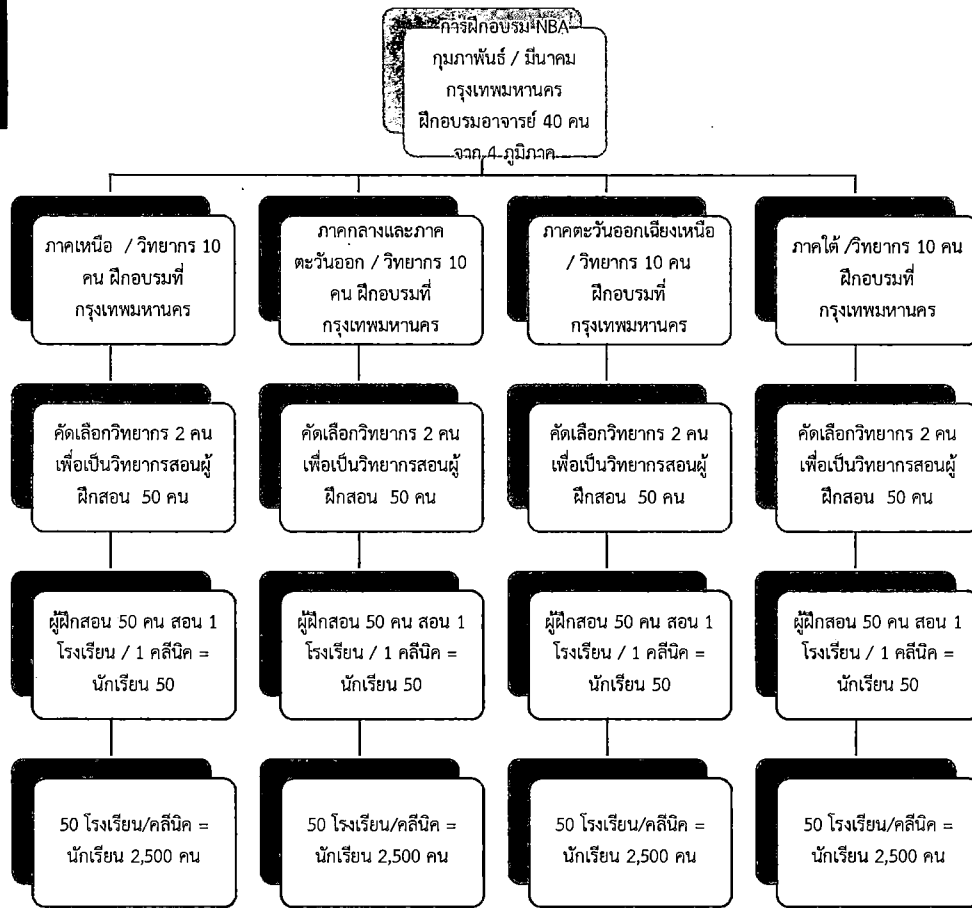 การฝึกอบรม NBA
กุมภาพันธ์ / มีนาคม
กรุงเทพมหานคร
ฝึกอบรมอาจารย์ 40 คน
จาก 4 ภูมิภาค
ภาคเหนือ / วิทยากร 10
คน ฝึกอบรมที่
กรุงเทพมหานคร
ภาคกลางและภาค
ตะวันออก / วิทยากร 10
คน ฝึกอบรมที่
กรุงเทพมหานคร
ภาคตะวันออกเฉียงเหนือ
/ วิทยากร 10 คน
ฝึกอบรมที่
กรุงเทพมหานคร
ภาคใต้ /วิทยากร 10 คน
ฝึกอบรมที่
กรุงเทพมหานคร
คัดเลือกวิทยากร 2 คน
เพื่อเป็นวิทยากรสอนผู้
ฝึกสอน 50 คน
คัดเลือกวิทยากร 2 คน
เพื่อเป็นวิทยากรสอนผู้
ฝึกสอน 50 คน
คัดเลือกวิทยากร 2 คน
เพื่อเป็นวิทยากรสอนผู้
ฝึกสอน 50 คน
คัดเลือกวิทยากร 2 คน
เพื่อเป็นวิทยากรสอนผู้
ฝึกสอน 50 คน
ผู้ฝึกสอน 50 คน สอน 1
โรงเรียน / 1 คลีนิค =
นักเรียน 50
ผู้ฝึกสอน 50 คน สอน 1
โรงเรียน / 1 คลีนิค =
นักเรียน 50
ผู้ฝึกสอน 50 คน สอน 1
โรงเรียน / 1 คลีนิค =
นักเรียน 50
ผู้ฝึกสอน 50 คน สอน 1
โรงเรียน / 1 คลีนิค =
นักเรียน 50
50 โรงเรียน/คลีนิค =
นักเรียน 2,500 คน
50 โรงเรียน/คลีนิค =
นักเรียน 2,500 คน
50 โรงเรียน/คลีนิค =
นักเรียน 2,500 คน
50 โรงเรียน/คลีนิค =
นักเรียน 2,500 คน